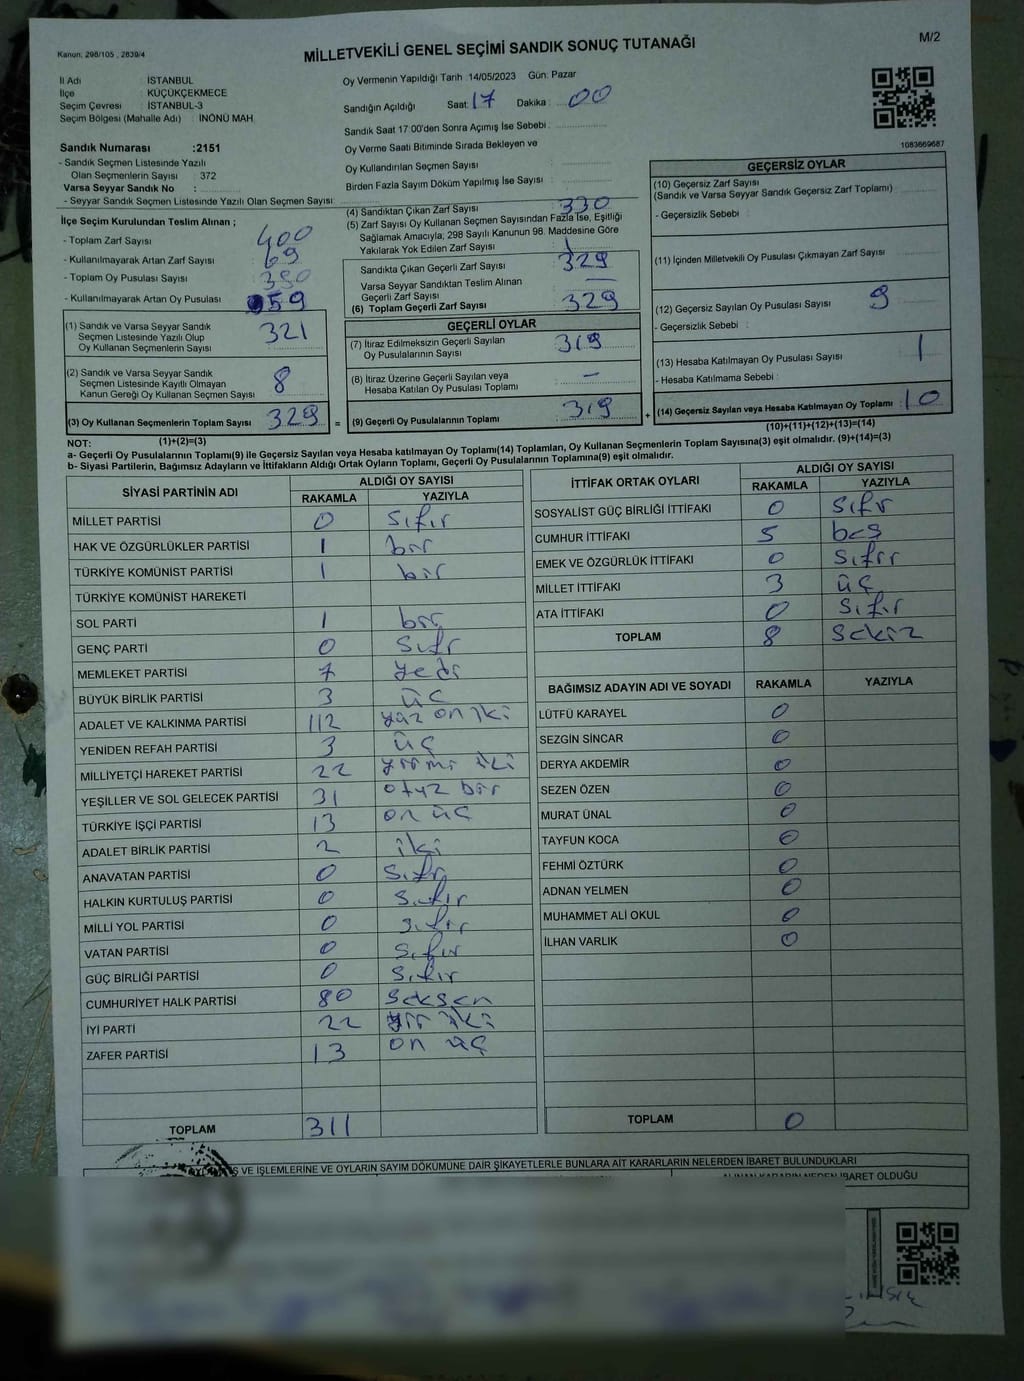 Kanun: 298/105 , 2839/4
MİLLETVEKİLİ GENEL SEÇİMİ SANDIK SONUÇ TUTANAĞI
M/2
İl Adı İSTANBUL
İlçe : KÜÇÜKÇEKMECE
Seçim Çevresi : İSTANBUL-3
Seçim Bölgesi (Mahalle Adı) : İNÖNÜ MAH
Oy Vermenin Yapıldığı Tarih :14/05/2023 Gün: Pazar
Sandığın Açıldığı Saat: 17 Dakika : 00
Sandık Saat 17:00'den Sonra Açımış İse Sebebi :
Oy Verme Saati Bitiminde Sırada Bekleyen ve
Oy Kullandırılan Seçmen Sayısı :
Birden Fazla Sayım Döküm Yapılmış İse Sayısı :
1083669687
Sandık Numarası :2151
- Sandık Seçmen Listesinde Yazılı
Olan Seçmenlerin Sayısı : 372
Varsa Seyyar Sandık No :
- Seyyar Sandık Seçmen Listesinde Yazılı Olan Seçmen Sayısı:
İlçe Seçim Kurulundan Teslim Alınan ;
- Toplam Zarf Sayısı : 400
- Kullanılmayarak Artan Zarf Sayısı : 69
- Toplam Oy Pusulası Sayısı :
- Kullanılmayarak Artan Oy Pusulası : 59
(1) Sandık ve Varsa Seyyar Sandık
Seçmen Listesinde Yazılı Olup
Oy Kullanan Seçmenlerin Sayısı : 321
(2) Sandık ve Varsa Seyyar Sandık
Seçmen Listesinde Kayıtlı Olmayan
Kanun Gereği Oy Kullanan Seçmen Sayısı : 8
(3) Oy Kullanan Seçmenlerin Toplam Sayısı : 329 =
(4) Sandıktan Çıkan Zarf Sayısı : 330
(5) Zarf Sayısı Oy Kullanan Seçmen Sayısından Fazla İse, Eşitliği
Sağlamak Amacıyla, 298 Sayılı Kanunun 98. Maddesine Göre
Yakılarak Yok Edilen Zarf Sayısı : 1
Sandıkta Çıkan Geçerli Zarf Sayısı : 329
Varsa Seyyar Sandıktan Teslim Alınan
Geçerli Zarf Sayısı : —
(6) Toplam Geçerli Zarf Sayısı : 329
GEÇERLİ OYLAR
(7) İtiraz Edilmeksizin Geçerli Sayılan
Oy Pusulalarının Sayısı : 319
(8) İtiraz Üzerine Geçerli Sayılan veya
Hesaba Katılan Oy Pusulası Toplamı : —
(9) Geçerli Oy Pusulalarının Toplamı : 319 +
GEÇERSİZ OYLAR
(10) Geçersiz Zarf Sayısı
(Sandık ve Varsa Seyyar Sandık Geçersiz Zarf Toplamı) :
- Geçersizlik Sebebi :
(11) İçinden Milletvekili Oy Pusulası Çıkmayan Zarf Sayısı :
(12) Geçersiz Sayılan Oy Pusulası Sayısı : 9
- Geçersizlik Sebebi :
(13) Hesaba Katılmayan Oy Pusulası Sayısı : 1
- Hesaba Katılmama Sebebi :
(14) Geçersiz Sayılan veya Hesaba Katılmayan Oy Toplamı : 10
(10)+(11)+(12)+(13)=(14)
NOT: (1)+(2)=(3)
a- Geçerli Oy Pusulalarının Toplamı(9) ile Geçersiz Sayılan veya Hesaba katılmayan Oy Toplamı(14) Toplamları, Oy Kullanan Seçmenlerin Toplam Sayısına(3) eşit olmalıdır. (9)+(14)=(3)
b- Siyasi Partilerin, Bağımsız Adayların ve İttifakların Aldığı Ortak Oyların Toplamı, Geçerli Oy Pusulalarının Toplamına(9) eşit olmalıdır.
SİYASİ PARTİNİN ADI ALDIĞI OY SAYISI
RAKAMLA YAZIYLA
MİLLET PARTİSİ 0 Sıfır
HAK VE ÖZGÜRLÜKLER PARTİSİ 1 bir
TÜRKİYE KOMÜNİST PARTİSİ 1 bir
TÜRKİYE KOMÜNİST HAREKETİ
SOL PARTİ 1 bir
GENÇ PARTİ 0 Sıfır
MEMLEKET PARTİSİ 7 yedi
BÜYÜK BİRLİK PARTİSİ 3 üç
ADALET VE KALKINMA PARTİSİ 112 yüz on iki
YENİDEN REFAH PARTİSİ 3 üç
MİLLİYETÇİ HAREKET PARTİSİ 22 yirmi iki
YEŞİLLER VE SOL GELECEK PARTİSİ 31 otuz bir
TÜRKİYE İŞÇİ PARTİSİ 13 on üç
ADALET BİRLİK PARTİSİ 2 iki
ANAVATAN PARTİSİ 0 Sıfır
HALKIN KURTULUŞ PARTİSİ 0 Sıfır
MİLLİ YOL PARTİSİ 0 Sıfır
VATAN PARTİSİ 0 Sıfır
GÜÇ BİRLİĞİ PARTİSİ 0 Sıfır
CUMHURİYET HALK PARTİSİ 80 Seksen
İYİ PARTİ 22 iki
ZAFER PARTİSİ 13 on üç
TOPLAM 311
İTTİFAK ORTAK OYLARI ALDIĞI OY SAYISI
RAKAMLA YAZIYLA
SOSYALİST GÜÇ BİRLİĞİ İTTİFAKI 0 Sıfır
CUMHUR İTTİFAKI 5 beş
EMEK VE ÖZGÜRLÜK İTTİFAKI 0 Sıfır
MİLLET İTTİFAKI 3 üç
ATA İTTİFAKI 0 Sıfır
TOPLAM 8 Sekiz
BAĞIMSIZ ADAYIN ADI VE SOYADI RAKAMLA YAZIYLA
LÜTFÜ KARAYEL 0
SEZGİN SİNCAR 0
DERYA AKDEMİR 0
SEZEN ÖZEN 0
MURAT ÜNAL 0
TAYFUN KOCA 0
FEHMİ ÖZTÜRK 0
ADNAN YELMEN 0
MUHAMMET ALİ OKUL 0
İLHAN VARLIK 0
TOPLAM 0
VE İŞLEMLERİNE VE OYLARIN SAYIM DÖKÜMÜNE DAİR ŞİKAYETLERLE BUNLARA AİT KARARLARIN NELERDEN İBARET BULUNDUKLARI
ALINAN KARARIN NEDEN İBARET OLDUĞU